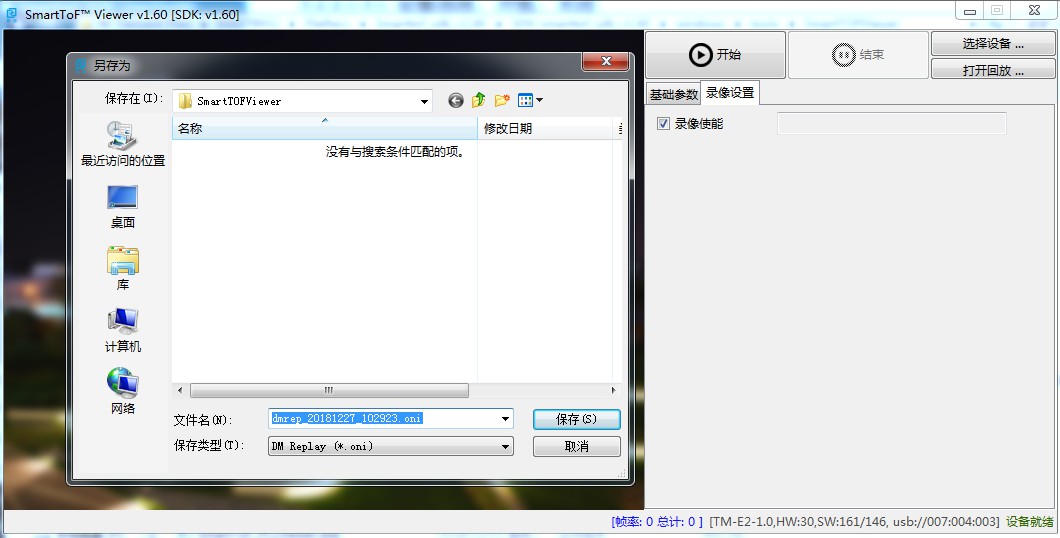 SmartToF™ Viewer v1.60 [SDK: v1.60]
开始
结束
选择设备 ...
打开回放 ...
基础参数 录像设置
录像使能
另存为
保存在(I):
SmartTOFViewer
名称
修改日期
没有与搜索条件匹配的项。
最近访问的位置
桌面
库
计算机
网络
文件名(N):
dmrep_20181227_102923.oni
保存(S)
保存类型(T):
DM Replay (*.oni)
取消
[帧率: 0 总计: 0 ] [TM-E2-1.0,HW:30,SW:161/146, usb://007:004:003] 设备就绪